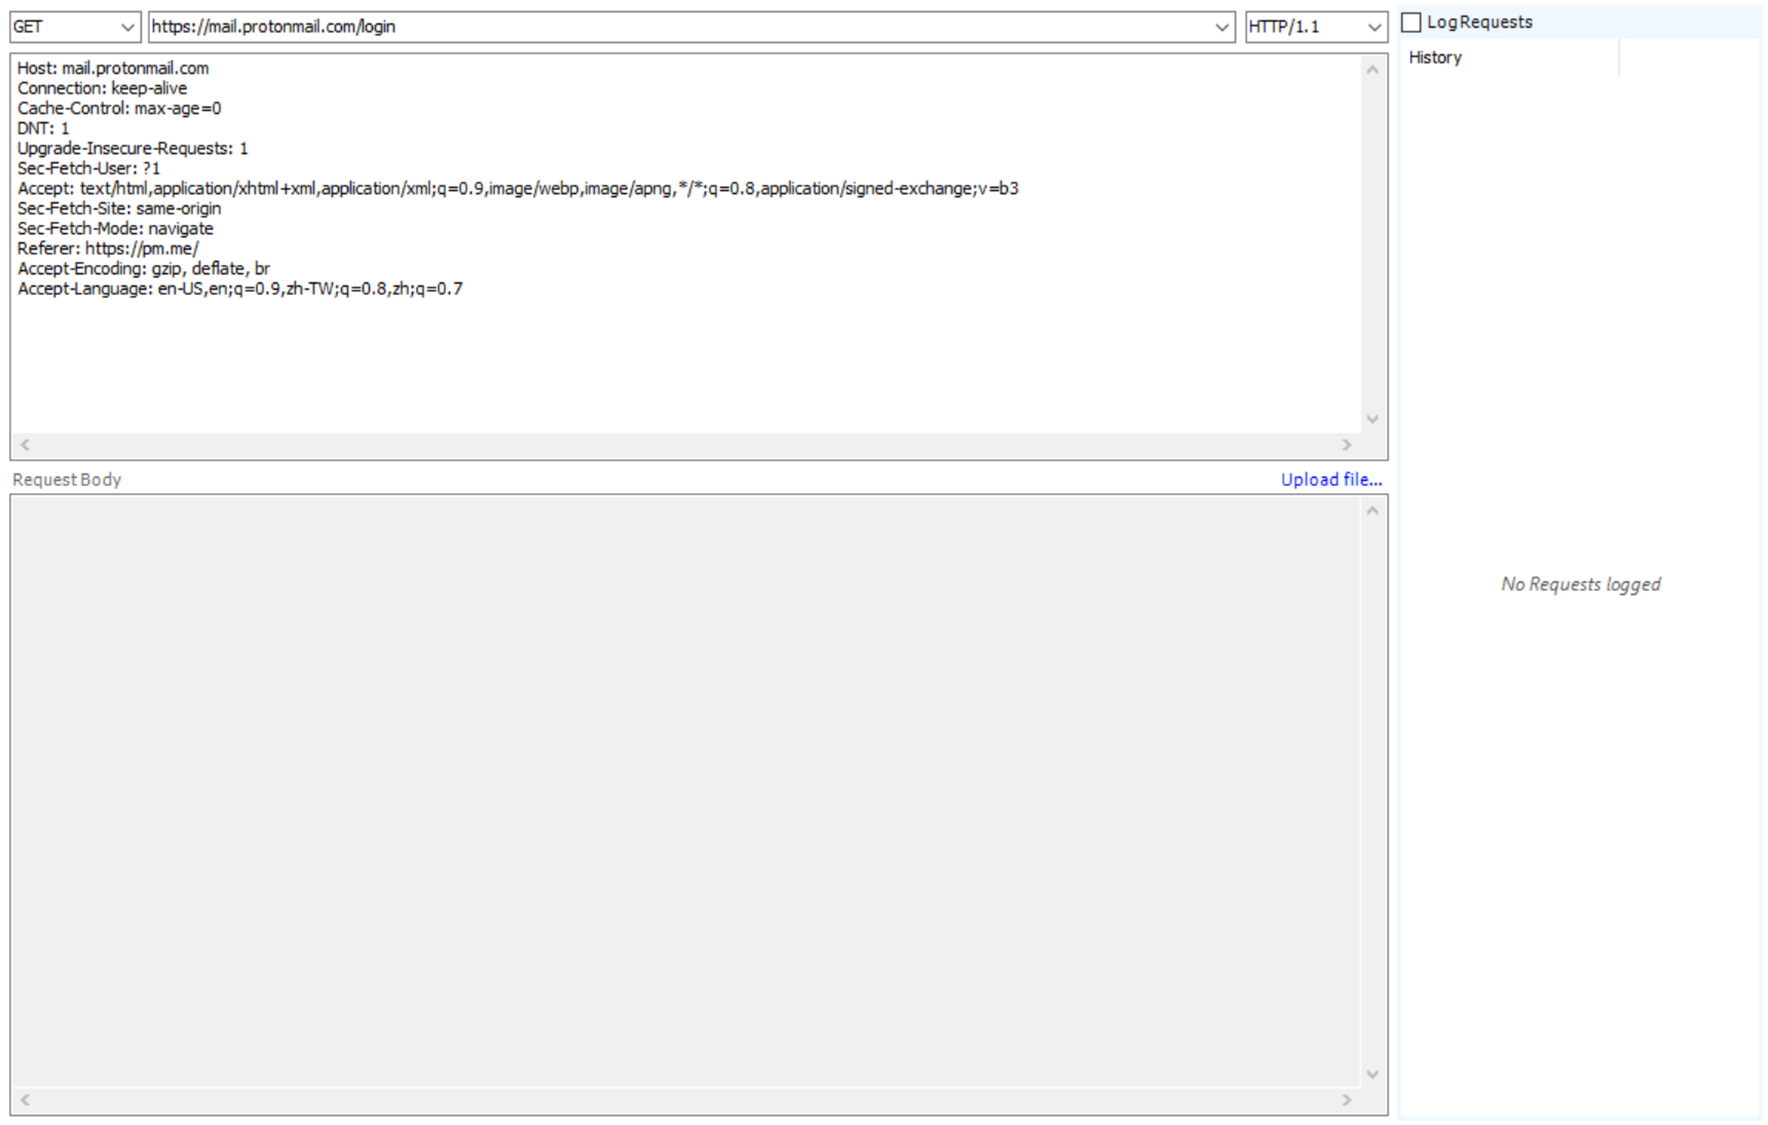 GET
https://mail.protonmail.com/login
HTTP/1.1
Log Requests
History
Host: mail.protonmail.com
Connection: keep-alive
Cache-Control: max-age=0
DNT: 1
Upgrade-Insecure-Requests: 1
Sec-Fetch-User: ?1
Accept: text/html,application/xhtml+xml,application/xml;q=0.9,image/webp,image/apng,*/*;q=0.8,application/signed-exchange;v=b3
Sec-Fetch-Site: same-origin
Sec-Fetch-Mode: navigate
Referer: https://pm.me/
Accept-Encoding: gzip, deflate, br
Accept-Language: en-US,en;q=0.9,zh-TW;q=0.8,zh;q=0.7
Request Body
Upload file...
No Requests logged